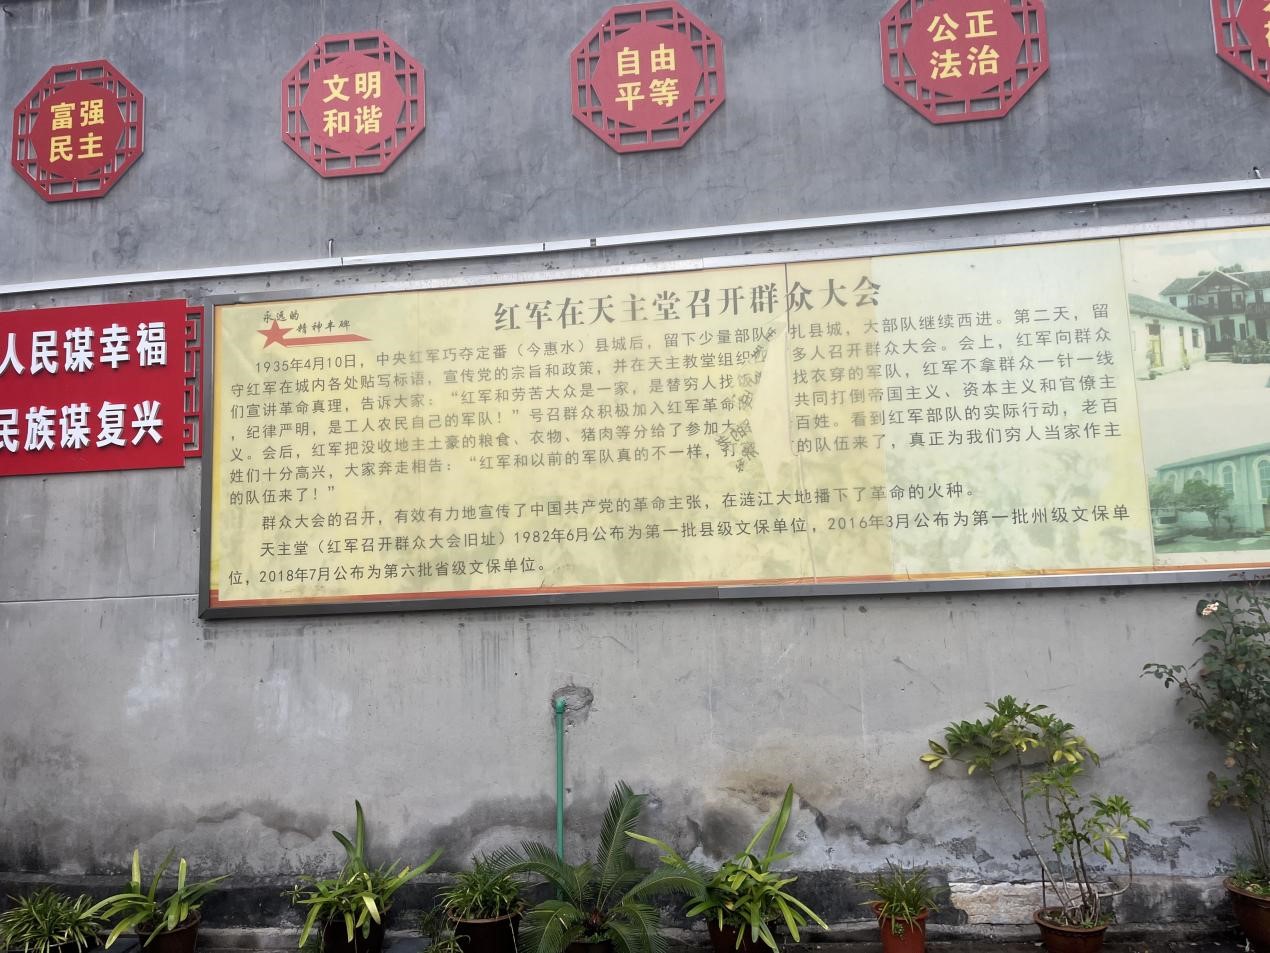 富强
民主
文明
和谐
自由
平等
公正
法治
人民谋幸福
民族谋复兴
永远的
精神丰碑
红军在天主堂召开群众大会
1935年4月10日，中央红军巧夺定番（今惠水）县城后，留下少量部队 扎县城，大部队继续西进。第二天，留
守红军在城内各处贴写标语，宣传党的宗旨和政策，并在天主教堂组织 多人召开群众大会。会上，红军向群众
们宣讲革命真理，告诉大家：“红军和劳苦大众是一家，是替穷人找 找衣穿的军队，红军不拿群众一针一线
，纪律严明，是工人农民自己的军队！”号召群众积极加入红军革命 共同打倒帝国主义、资本主义和官僚主
义。会后，红军把没收地主土豪的粮食、衣物、猪肉等分给了参加大 百姓。看到红军部队的实际行动，老百
姓们十分高兴，大家奔走相告：“红军和以前的军队真的不一样，打 的队伍来了，真正为我们穷人当家作主
的队伍来了！”
群众大会的召开，有效有力地宣传了中国共产党的革命主张，在涟江大地播下了革命的火种。
天主堂（红军召开群众大会旧址）1982年6月公布为第一批县级文保单位，2016年3月公布为第一批州级文保单
位，2018年7月公布为第六批省级文保单位。